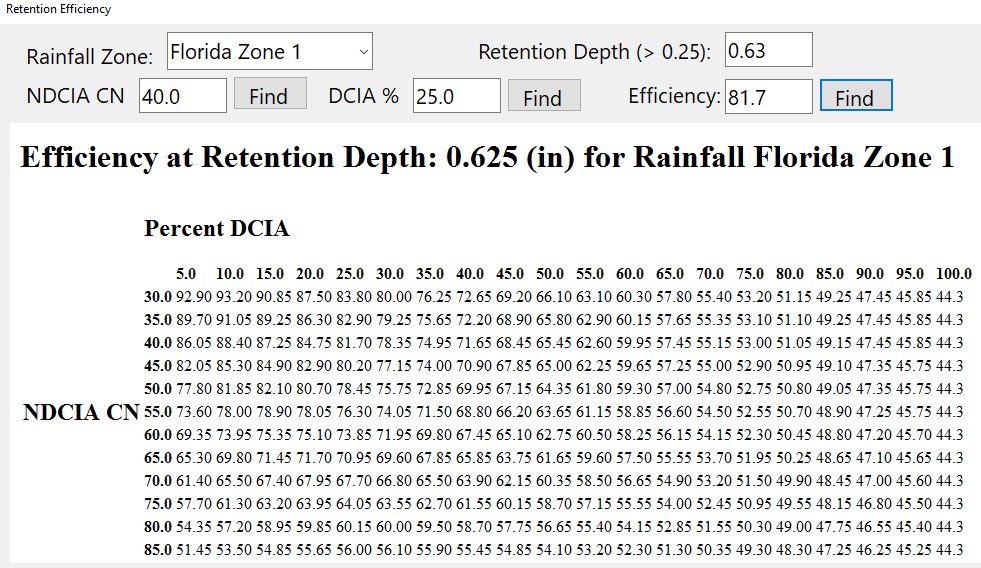 Retention Efficiency
Rainfall Zone: Florida Zone 1 Retention Depth (> 0.25): 0.63
NDCIA CN 40.0 Find DCIA % 25.0 Find Efficiency: 81.7 Find
Efficiency at Retention Depth: 0.625 (in) for Rainfall Florida Zone 1
Percent DCIA
5.0 10.0 15.0 20.0 25.0 30.0 35.0 40.0 45.0 50.0 55.0 60.0 65.0 70.0 75.0 80.0 85.0 90.0 95.0 100.0
30.0 92.90 93.20 90.85 87.50 83.80 80.00 76.25 72.65 69.20 66.10 63.10 60.30 57.80 55.40 53.20 51.15 49.25 47.45 45.85 44.3
35.0 89.70 91.05 89.25 86.30 82.90 79.25 75.65 72.20 68.90 65.80 62.90 60.15 57.65 55.35 53.10 51.10 49.25 47.45 45.85 44.3
40.0 86.05 88.40 87.25 84.75 81.70 78.35 74.95 71.65 68.45 65.45 62.60 59.95 57.45 55.15 53.00 51.05 49.15 47.45 45.85 44.3
45.0 82.05 85.30 84.90 82.90 80.20 77.15 74.00 70.90 67.85 65.00 62.25 59.65 57.25 55.00 52.90 50.95 49.10 47.35 45.75 44.3
50.0 77.80 81.85 82.10 80.70 78.45 75.75 72.85 69.95 67.15 64.35 61.80 59.30 57.00 54.80 52.75 50.80 49.05 47.35 45.75 44.3
NDCIA CN 55.0 73.60 78.00 78.90 78.05 76.30 74.05 71.50 68.80 66.20 63.65 61.15 58.85 56.60 54.50 52.55 50.70 48.90 47.25 45.75 44.3
60.0 69.35 73.95 75.35 75.10 73.85 71.95 69.80 67.45 65.10 62.75 60.50 58.25 56.15 54.15 52.30 50.45 48.80 47.20 45.70 44.3
65.0 65.30 69.80 71.45 71.70 70.95 69.60 67.85 65.85 63.75 61.65 59.60 57.50 55.55 53.70 51.95 50.25 48.65 47.10 45.65 44.3
70.0 61.40 65.50 67.40 67.95 67.70 66.80 65.50 63.90 62.15 60.35 58.50 56.65 54.90 53.20 51.50 49.90 48.45 47.00 45.60 44.3
75.0 57.70 61.30 63.20 63.95 64.05 63.55 62.70 61.55 60.15 58.70 57.15 55.55 54.00 52.45 50.95 49.55 48.15 46.80 45.50 44.3
80.0 54.35 57.20 58.95 59.85 60.15 60.00 59.50 58.70 57.75 56.65 55.40 54.15 52.85 51.55 50.30 49.00 47.75 46.55 45.40 44.3
85.0 51.45 53.50 54.85 55.65 56.00 56.10 55.90 55.45 54.85 54.10 53.20 52.30 51.30 50.35 49.30 48.30 47.25 46.25 45.25 44.3